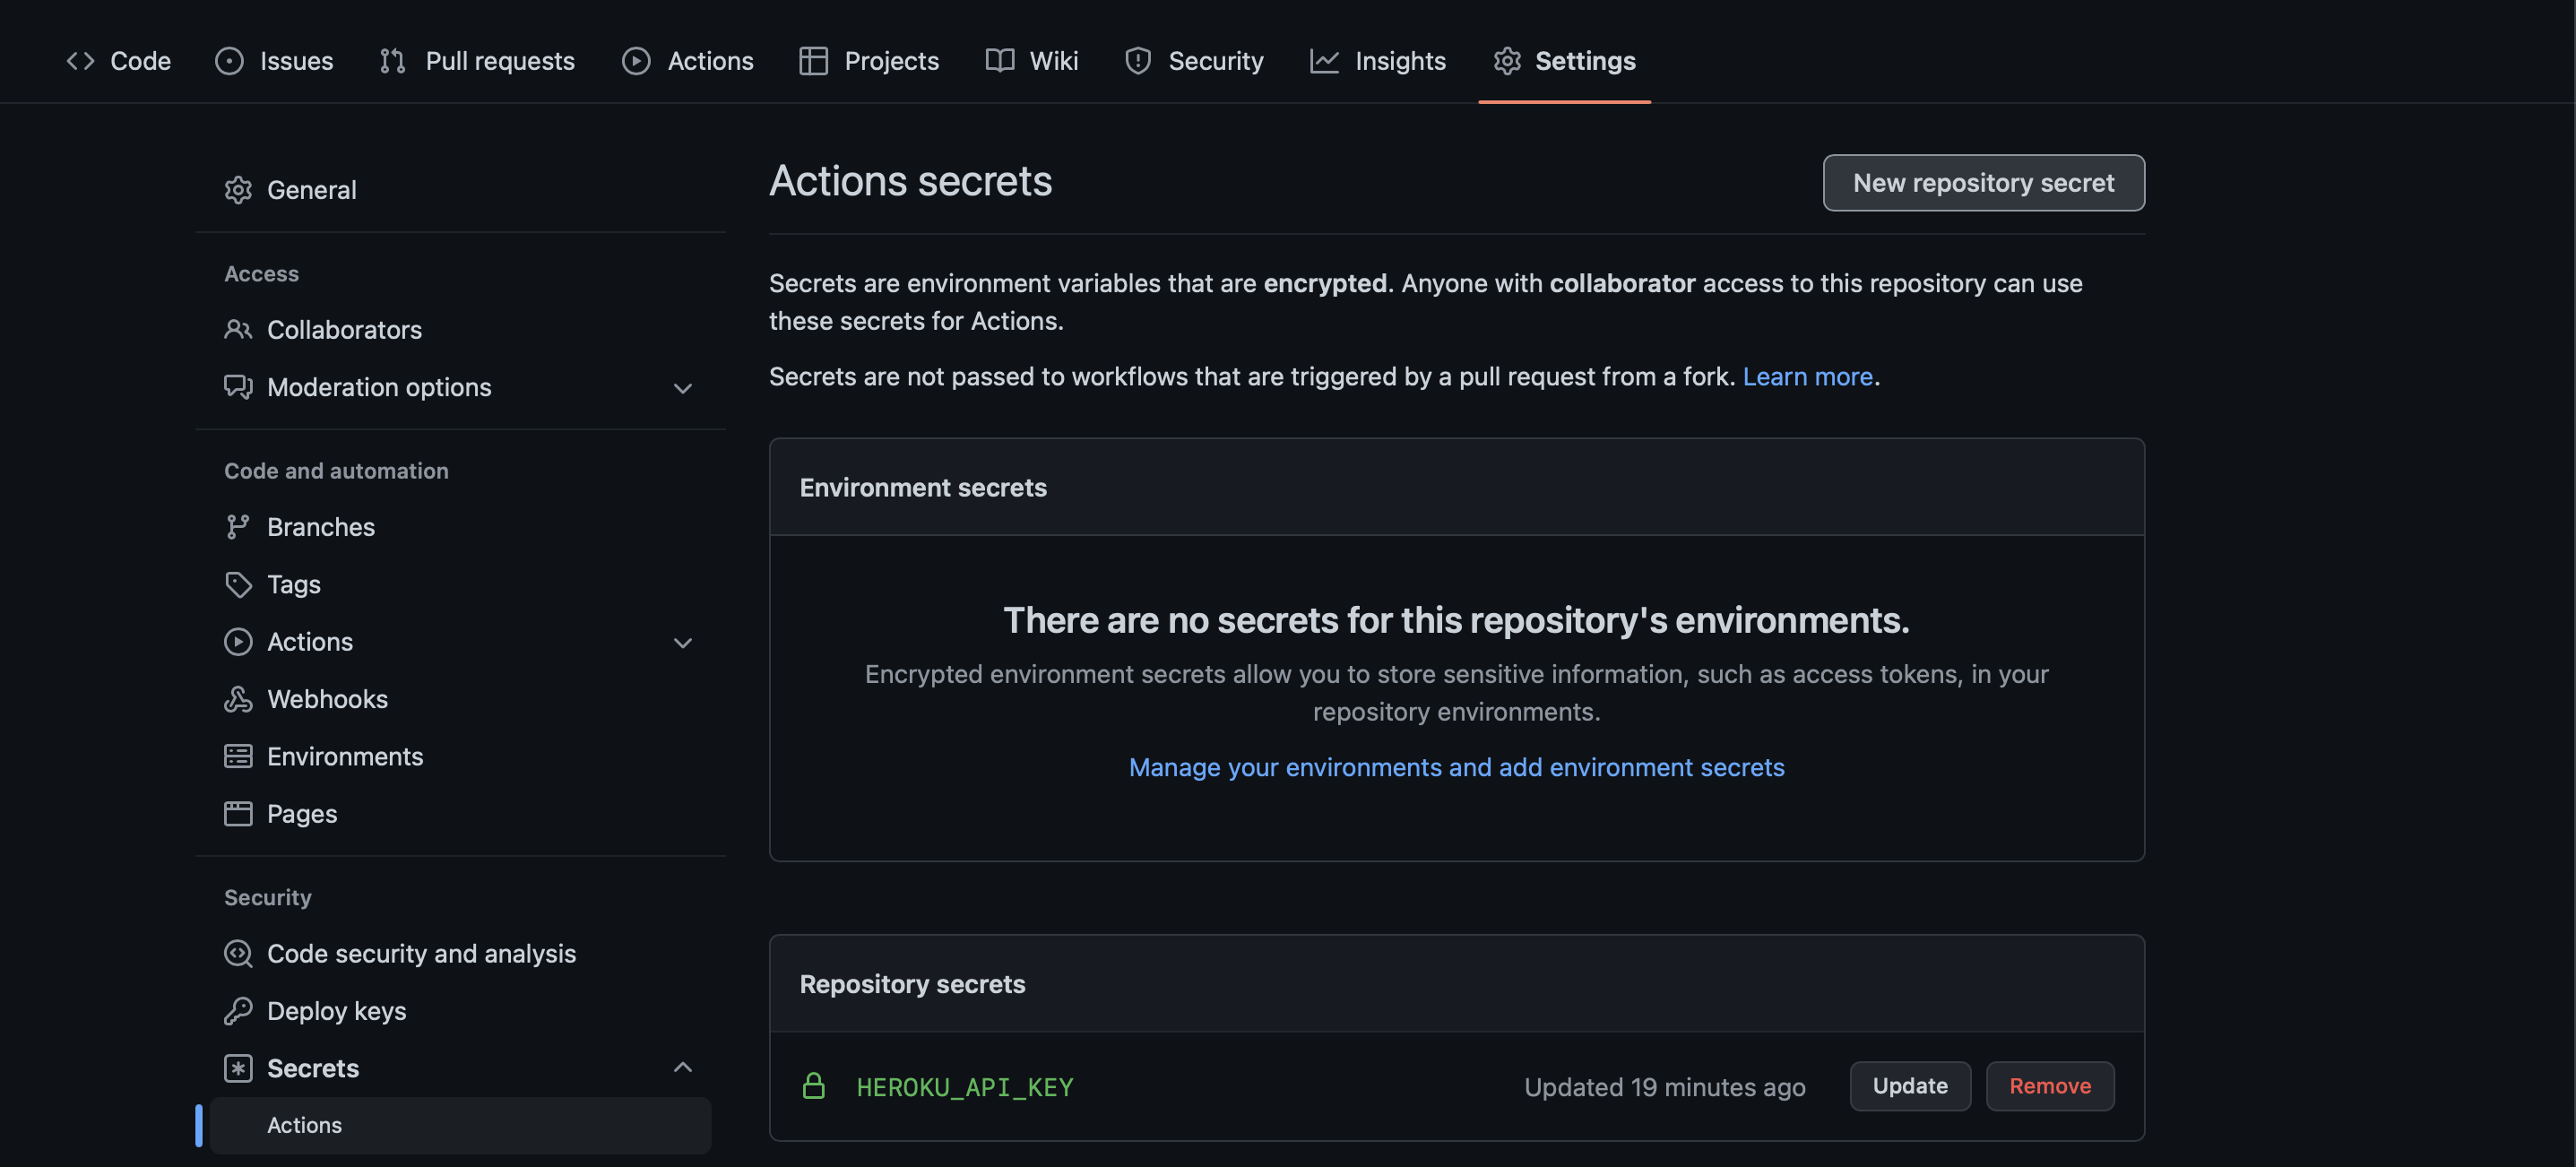 Code Issues Pull requests Actions Projects Wiki Security Insights Settings
General
Access
Collaborators
Moderation options
Code and automation
Branches
Tags
Actions
Webhooks
Environments
Pages
Security
Code security and analysis
Deploy keys
Secrets
Actions
Actions secrets
New repository secret
Secrets are environment variables that are encrypted. Anyone with collaborator access to this repository can use
these secrets for Actions.
Secrets are not passed to workflows that are triggered by a pull request from a fork. Learn more.
Environment secrets
There are no secrets for this repository's environments.
Encrypted environment secrets allow you to store sensitive information, such as access tokens, in your
repository environments.
Manage your environments and add environment secrets
Repository secrets
HEROKU_API_KEY Updated 19 minutes ago Update Remove